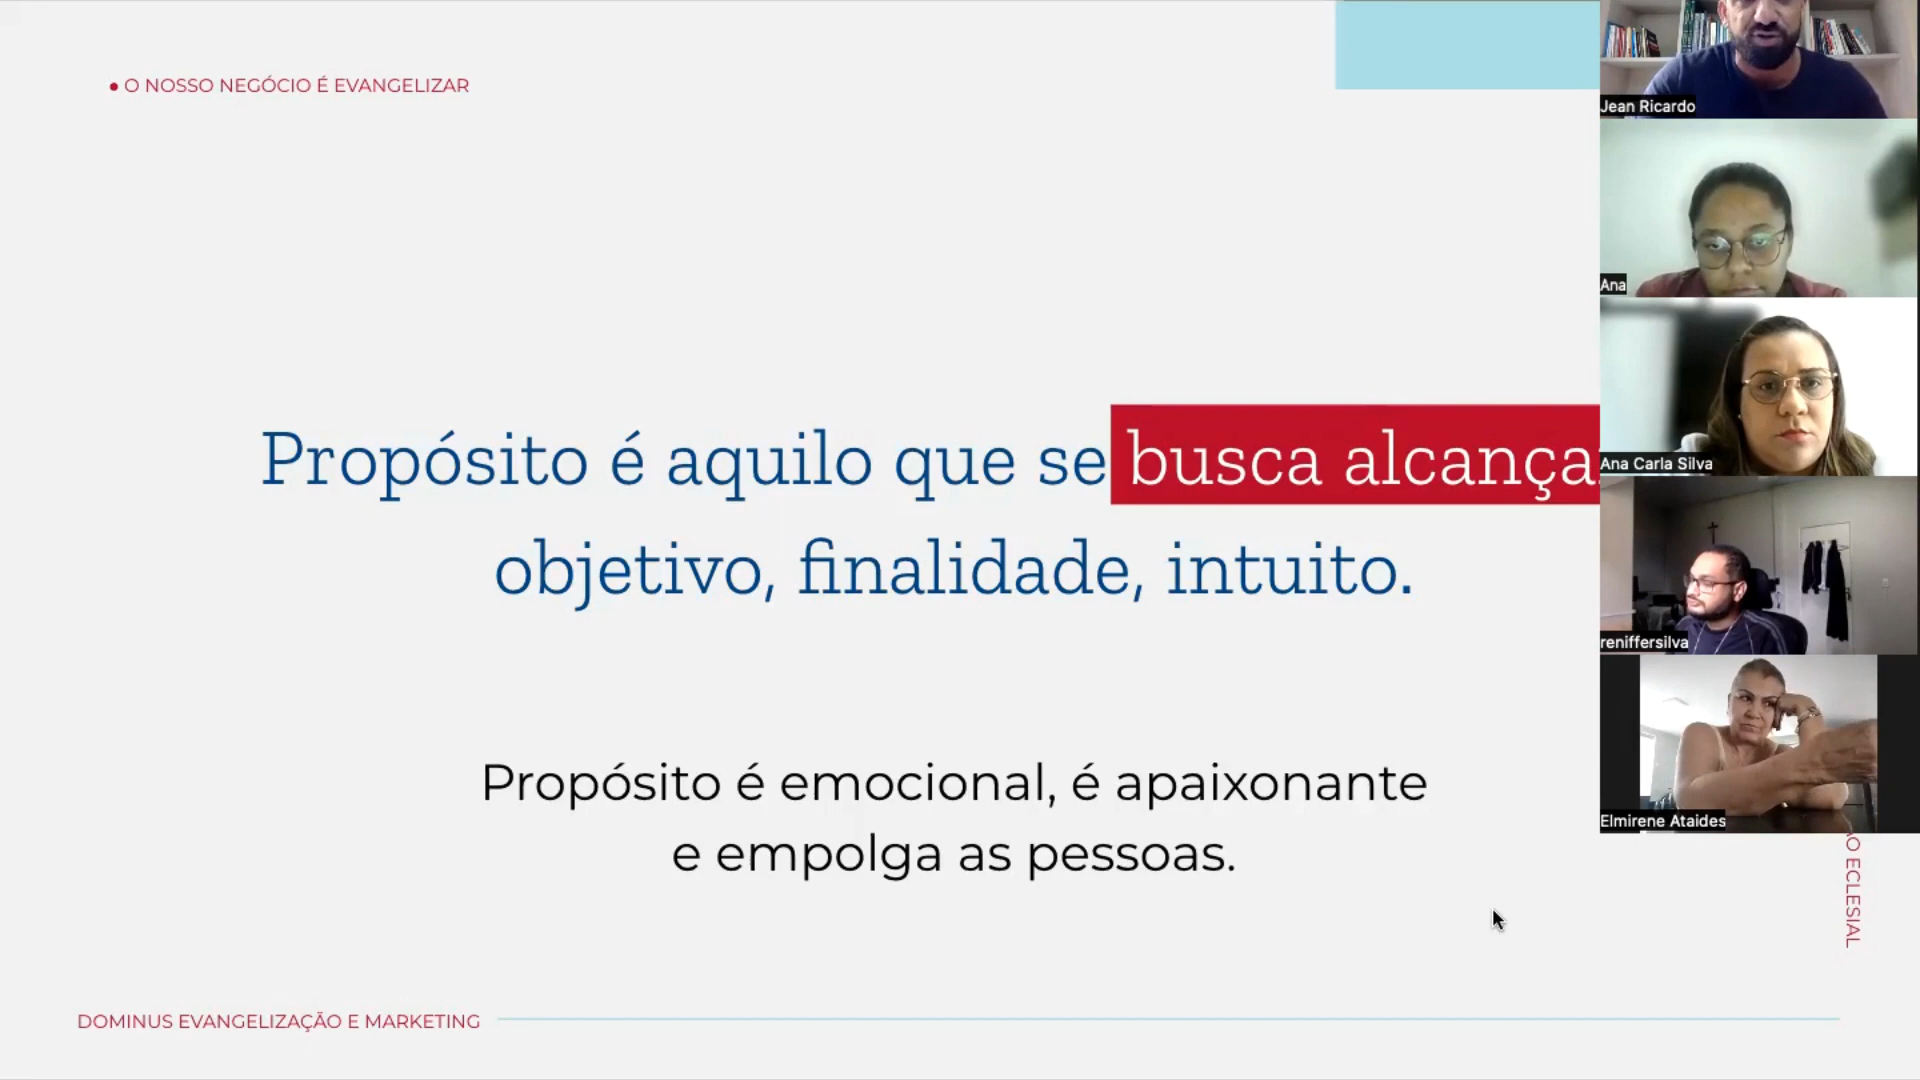 ● O NOSSO NEGÓCIO É EVANGELIZAR
Propósito é aquilo que se busca alcança
objetivo, finalidade, intuito.
Propósito é emocional, é apaixonante
e empolga as pessoas.
DOMINUS EVANGELIZAÇÃO E MARKETING
ECLESIAL
Jean Ricardo
Ana
Ana Carla Silva
reniffersilva
Elmirene Ataides